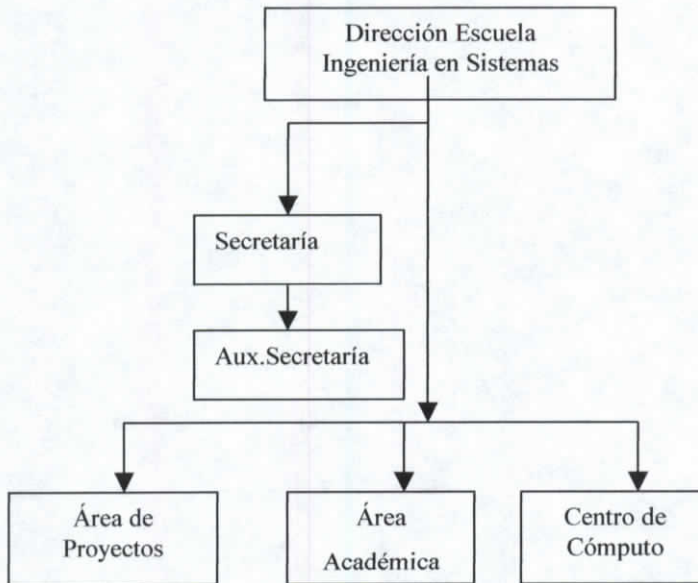 Dirección Escuela
Ingeniería en Sistemas
Secretaría
Aux.Secretaría
Área de
Proyectos
Área
Académica
Centro de
Cómputo